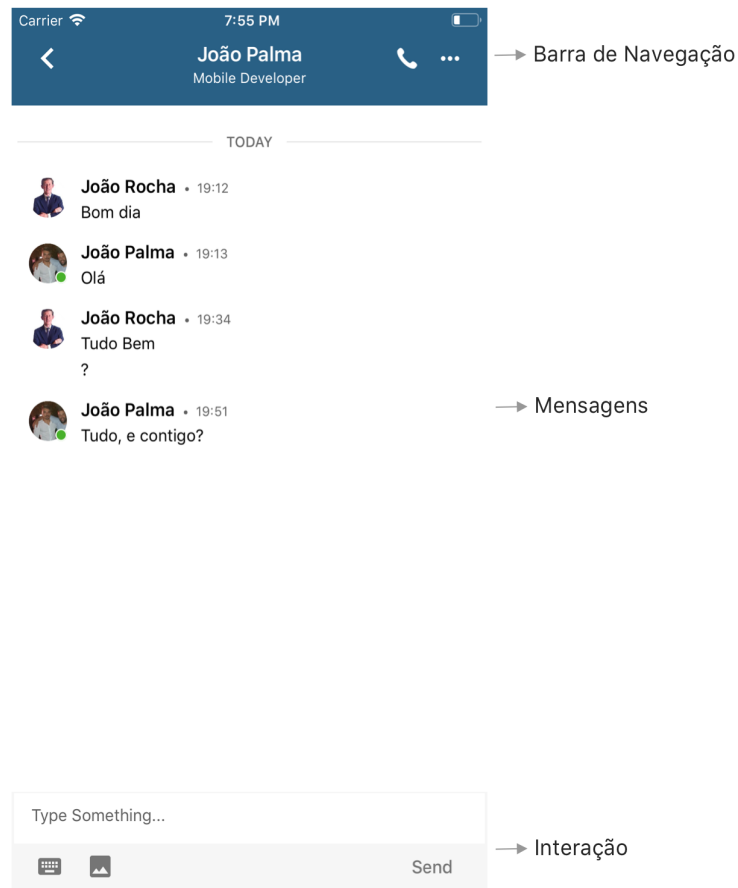 Carrier 7:55 PM
João Palma
Mobile Developer
Barra de Navegação
TODAY
João Rocha • 19:12
Bom dia
João Palma • 19:13
Olá
João Rocha • 19:34
Tudo Bem
?
Mensagens
João Palma • 19:51
Tudo, e contigo?
Type Something...
Interação
Send